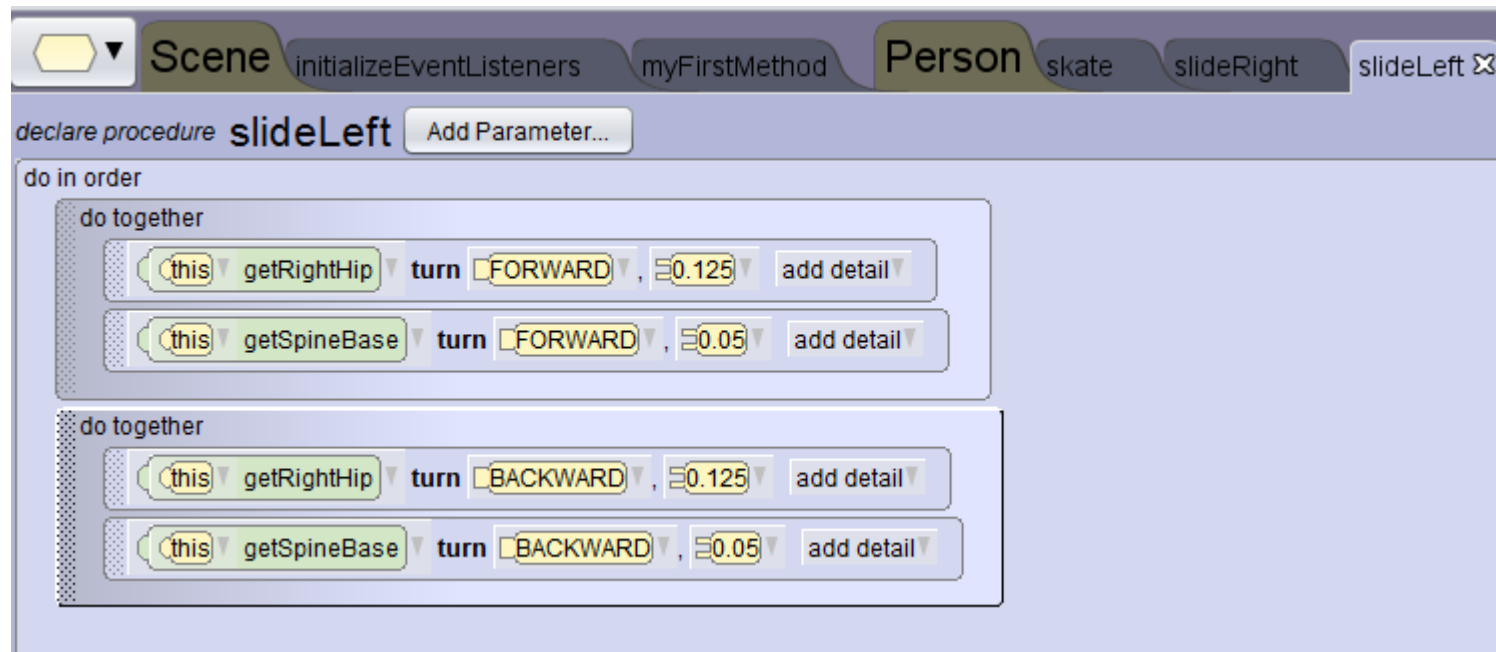 Scene initializeEventListeners myFirstMethod Person skate slideRight slideLeft
declare procedure slideLeft Add Parameter...
do in order
do together
this getRightHip turn FORWARD , 0.125 add detail
this getSpineBase turn FORWARD , 0.05 add detail
do together
this getRightHip turn BACKWARD , 0.125 add detail
this getSpineBase turn BACKWARD , 0.05 add detail